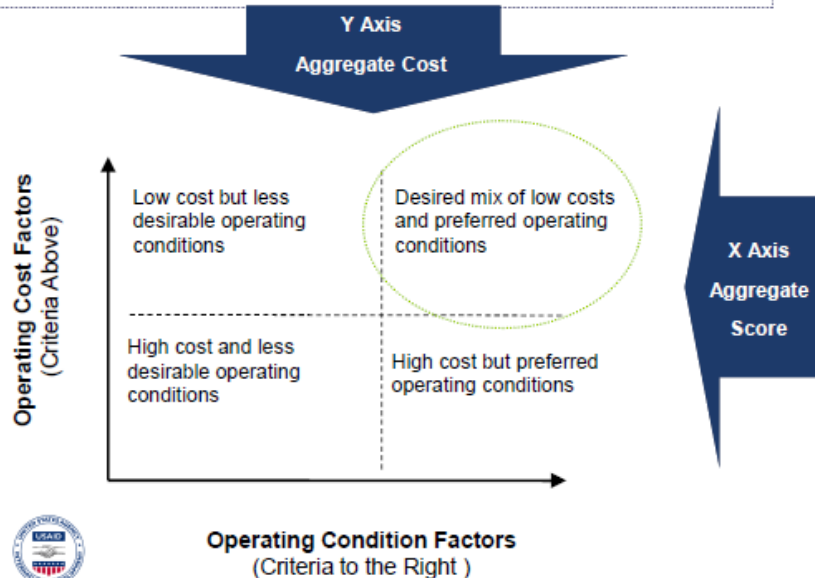 Y Axis
Aggregate Cost
Operating Cost Factors
(Criteria Above)
Low cost but less
desirable operating
conditions
Desired mix of low costs
and preferred operating
conditions
X Axis
Aggregate
Score
High cost and less
desirable operating
conditions
High cost but preferred
operating conditions
USAID
Operating Condition Factors
(Criteria to the Right )